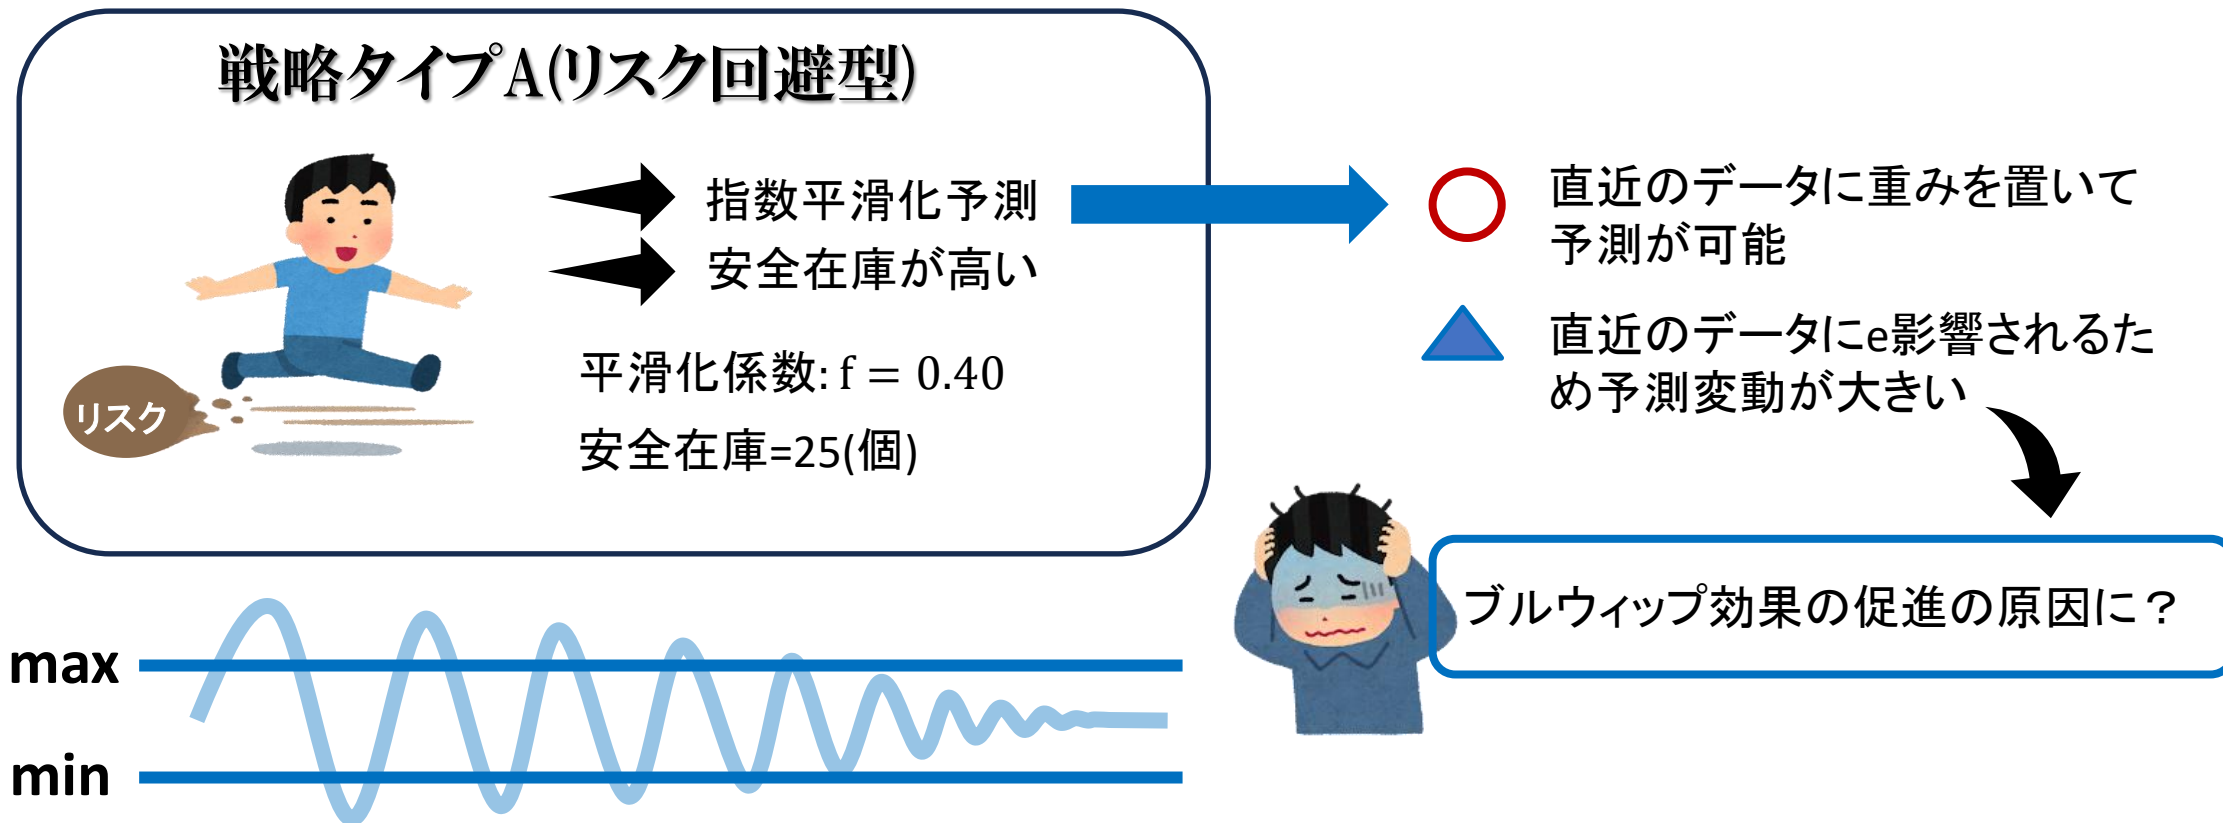 戦略タイプA(リスク回避型)
指数平滑化予測
安全在庫が高い
平滑化係数: f = 0.40
安全在庫=25(個)
リスク
直近のデータに重みを置いて
予測が可能
直近のデータにe影響されるた
め予測変動が大きい
ブルウィップ効果の促進の原因に？
max
min